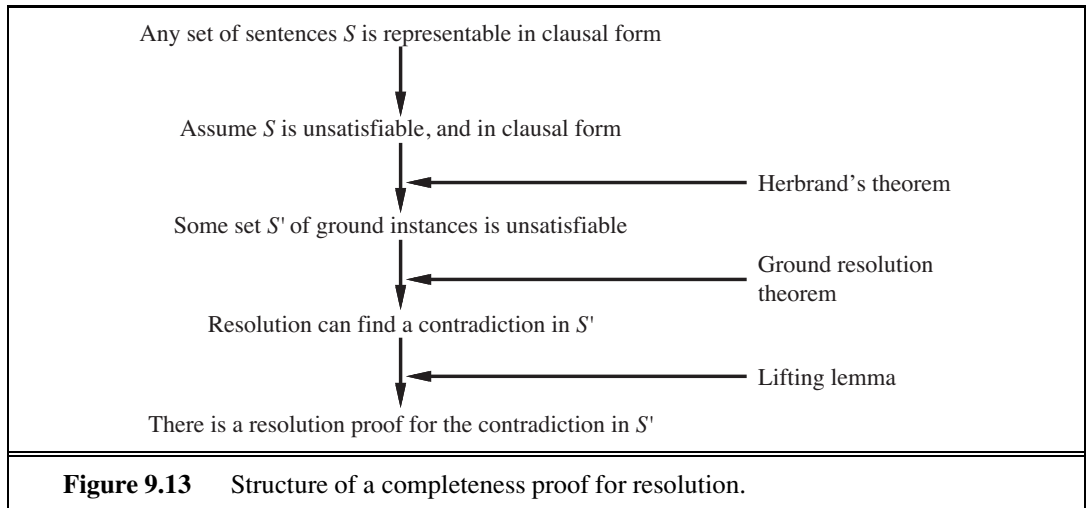 Any set of sentences S is representable in clausal form
Assume S is unsatisfiable, and in clausal form
Herbrand's theorem
Some set S' of ground instances is unsatisfiable
Ground resolution
theorem
Resolution can find a contradiction in S'
Lifting lemma
There is a resolution proof for the contradiction in S'
Figure 9.13 Structure of a completeness proof for resolution.